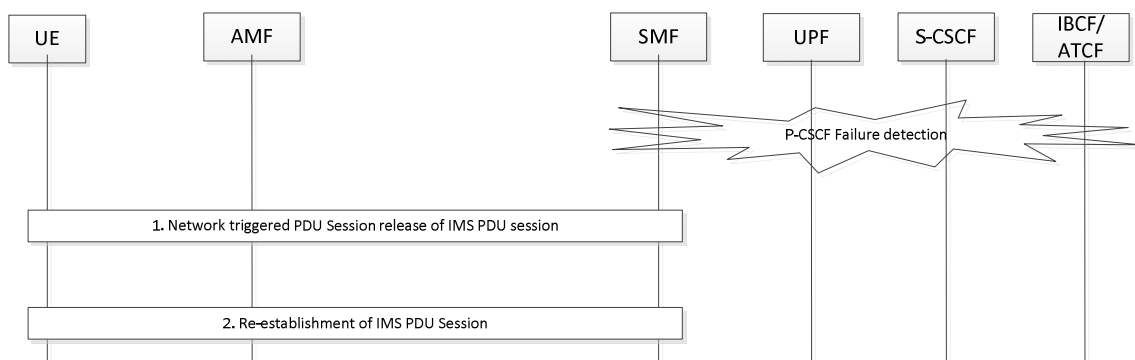 UE
AMF
SMF
UPF
S-CSCF
IBCF/
ATCF
P-CSCF Failure detection
1. Network triggered PDU Session release of IMS PDU session
2. Re-establishment of IMS PDU Session